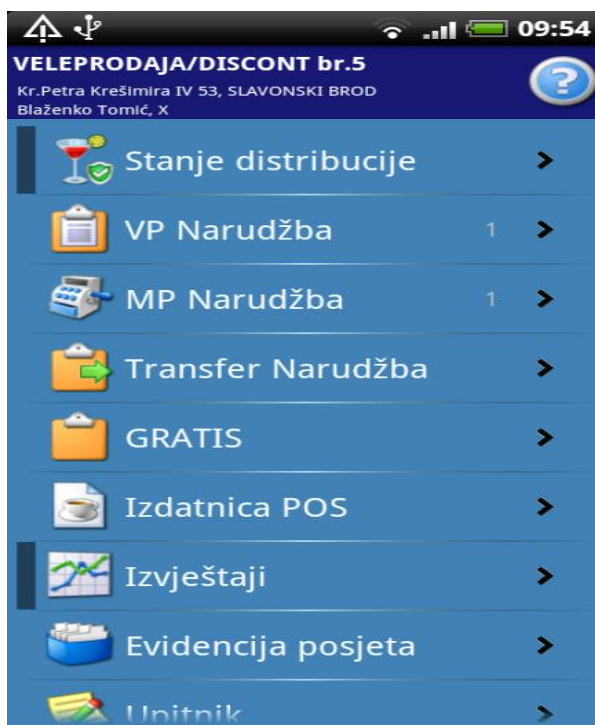 09:54
VELEPRODAJA/DISCONT br.5
Kr.Petra Krešimira IV 53, SLAVONSKI BROD
Blaženko Tomić, X
?
Stanje distribucije
VP Narudžba 1
MP Narudžba 1
Transfer Narudžba
GRATIS
Izdatnica POS
Izvještaji
Evidencija posjeta
Upitnik